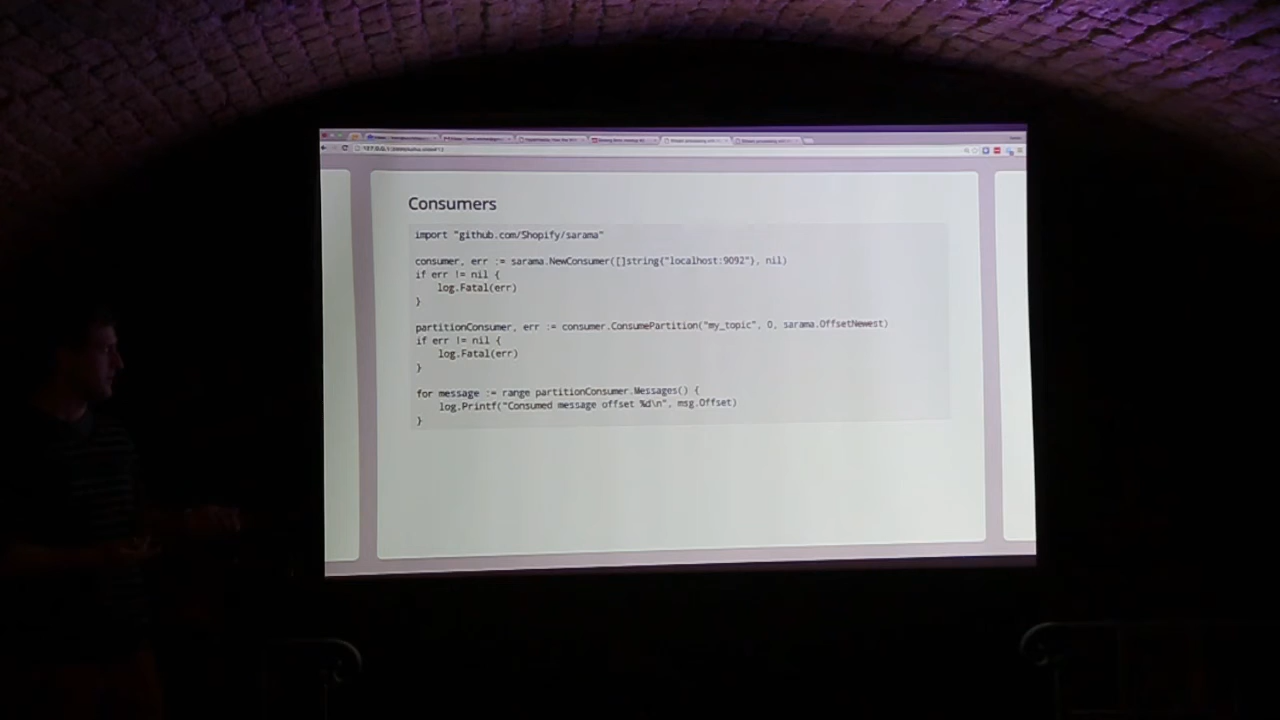 Consumers
import "github.com/Shopify/sarama"
consumer, err := sarama.NewConsumer([]string{"localhost:9092"}, nil)
if err != nil {
log.Fatal(err)
}
partitionConsumer, err := consumer.ConsumePartition("my_topic", 0, sarama.OffsetNewest)
if err != nil {
log.Fatal(err)
}
for message := range partitionConsumer.Messages() {
log.Printf("Consumed message offset %d\n", msg.Offset)
}